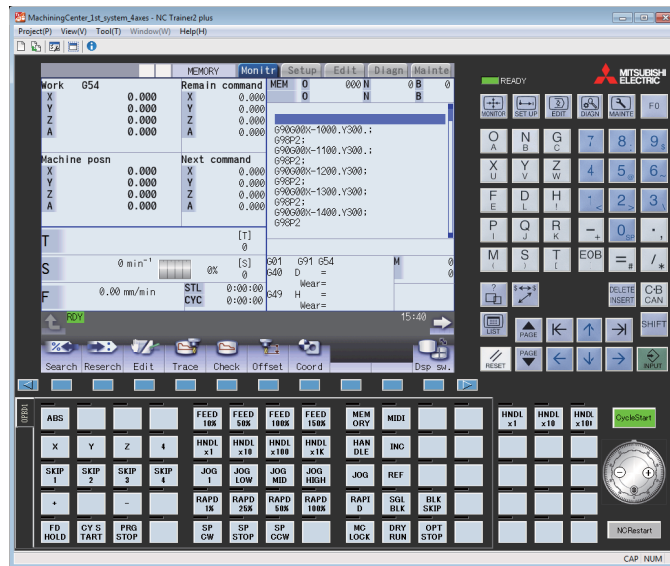 MachiningCenter_1st_system_4axes - NC Trainer2 plus
Project(P) View(V) Tool(T) Window(W) Help(H)
MEMORY Monitr Setup Edit Diagn Mainte
Work G54 Remain command MEM O 000 N 0 B 0
X 0.000 X 0.000 O N B
Y 0.000 Y 0.000
Z 0.000 Z 0.000
A 0.000 A 0.000
G90G00X-1000.Y300.;
G98P2;
G90G00X-1100.Y300.;
G98P2;
G90G00X-1200.Y300;
G98P2;
G90G00X-1300.Y300;
G98P2;
G90G00X-1400.Y300;
G98P2
Machine posn Next command
X 0.000 X 0.000
Y 0.000 Y 0.000
Z 0.000 Z 0.000
A 0.000 A 0.000
T [T]
0
S 0 min⁻¹ 0% [S]
0
F 0.00 mm/min STL 0:00:00
CYC 0:00:00
G01 G91 G54 M 0
G40 D = 0
Wear=
G49 H =
Wear=
RDY 15:40
Search Reserch Edit Trace Check Offset Coord Dsp sw.
READY
MITSUBISHI
ELECTRIC
MONITOR SET UP EDIT DIAGN MAINTE F0
O A N B G C 7 8 9
X U Y V Z W 4 5 6
F E D L H ! 1 2 3
P I Q J R K - + 0 SP . ,
M ( S ) T [ EOB ] = # / *
? DELETE INSERT C·B CAN
LIST PAGE SHIFT
RESET PAGE INPUT
OPRD1
ABS FEED 10% FEED 50% FEED 100% FEED 150% MEM ORY MIDI HNDL x1 HNDL x10 HNDL x100 CycleStart
X Y Z 4 HNDL x1 HNDL x10 HNDL x100 HNDL x1K HAN DLE INC
SKIP 1 SKIP 2 SKIP 3 SKIP 4 JOG 1 JOG LOW JOG MID JOG HIGH JOG REF
+ - RAPD 1% RAPD 25% RAPD 50% RAPD 100% RAPI D SGL BLK BLK SKIP
FD HOLD CY S TART PRG STOP SP CW SP STOP SP CCW MC LOCK DRY RUN OPT STOP NCRestart
CAP NUM